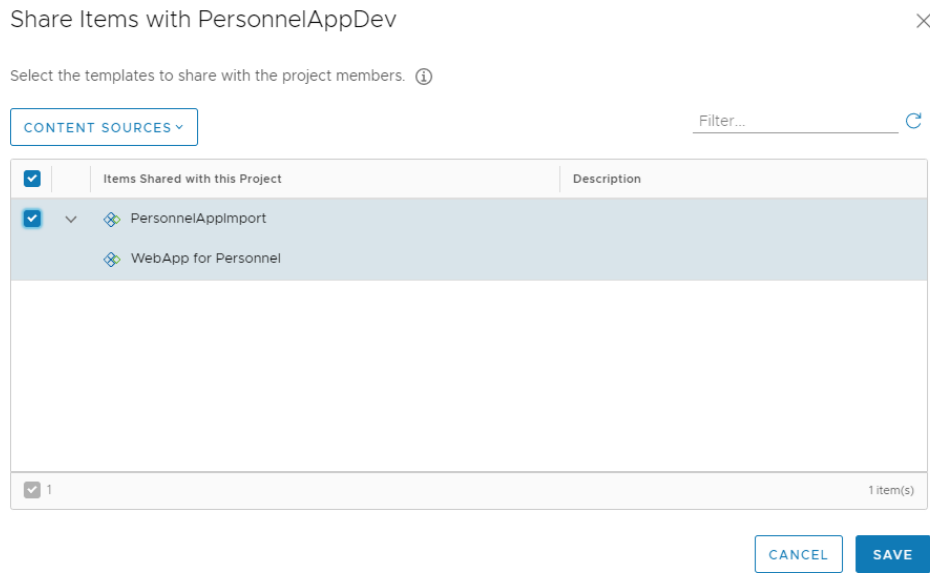 Share Items with PersonnelAppDev
Select the templates to share with the project members.
CONTENT SOURCES
Filter...
Items Shared with this Project Description
PersonnelAppImport
WebApp for Personnel
1 1 item(s)
CANCEL SAVE